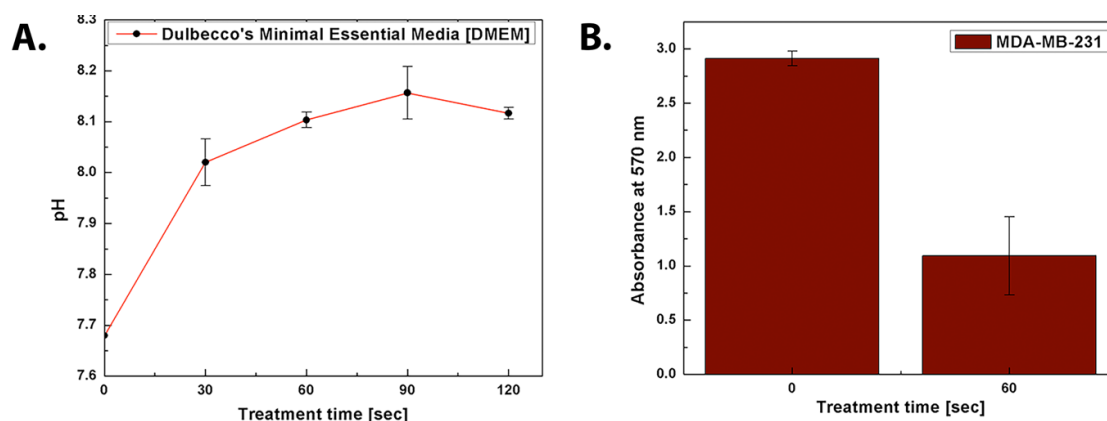 A.
Dulbecco's Minimal Essential Media [DMEM]
8.3
8.2
8.1
8.0
7.9
7.8
7.7
7.6
pH
0 30 60 90 120
Treatment time [sec]
B.
MDA-MB-231
3.0
2.5
2.0
1.5
1.0
0.5
0.0
Absorbance at 570 nm
0 60
Treatment time [sec]